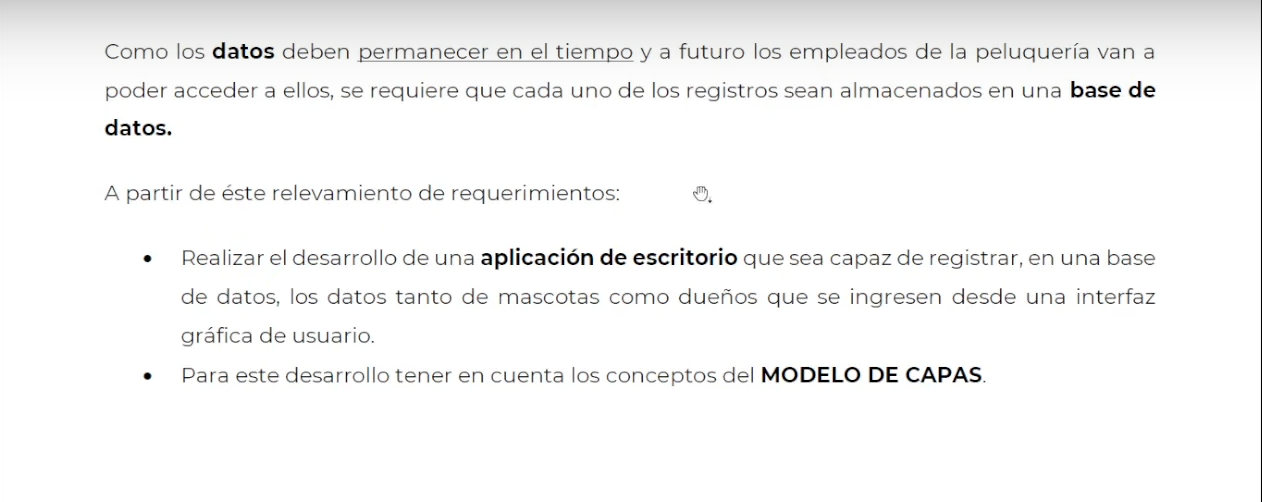 Como los datos deben permanecer en el tiempo y a futuro los empleados de la peluquería van a
poder acceder a ellos, se requiere que cada uno de los registros sean almacenados en una base de
datos.
A partir de éste relevamiento de requerimientos:
• Realizar el desarrollo de una aplicación de escritorio que sea capaz de registrar, en una base
de datos, los datos tanto de mascotas como dueños que se ingresen desde una interfaz
gráfica de usuario.
• Para este desarrollo tener en cuenta los conceptos del MODELO DE CAPAS.